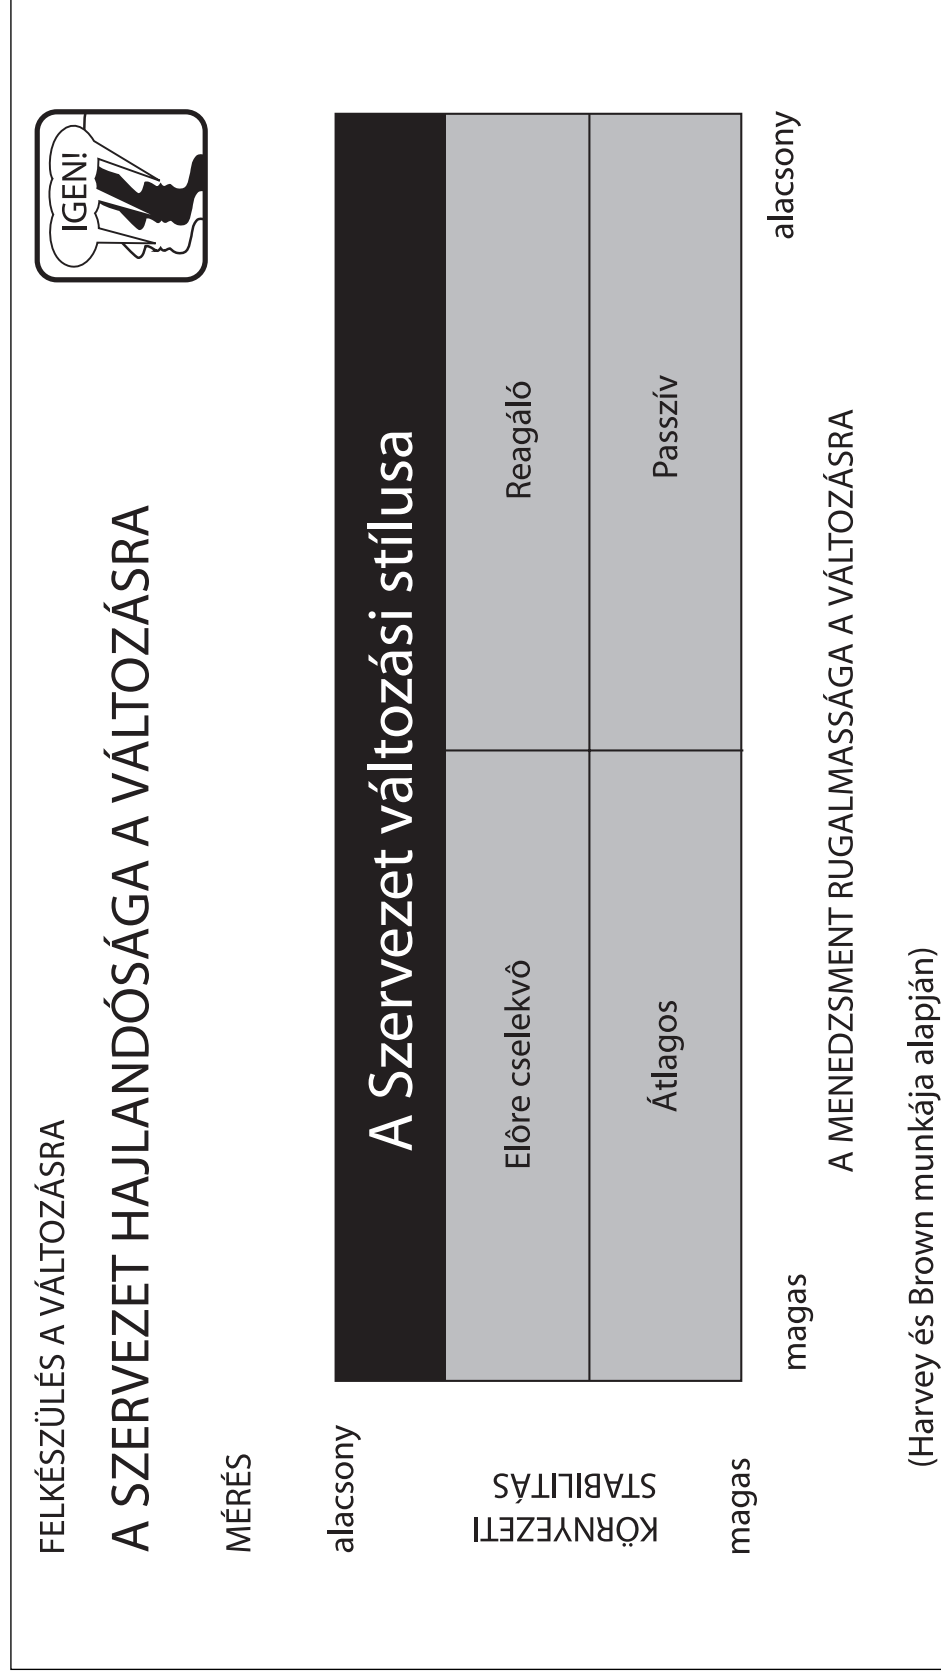 FELKÉSZÜLÉS A VÁLTOZÁSRA
A SZERVEZET HAJLANDÓSÁGA A VÁLTOZÁSRA
IGEN!
MÉRÉS
alacsony
KÖRNYEZETI
STABILITÁS
magas
A Szervezet változási stílusa
Elôre cselekvô
Reagáló
Átlagos
Passzív
magas
alacsony
A MENEDZSMENT RUGALMASSÁGA A VÁLTOZÁSRA
(Harvey és Brown munkája alapján)